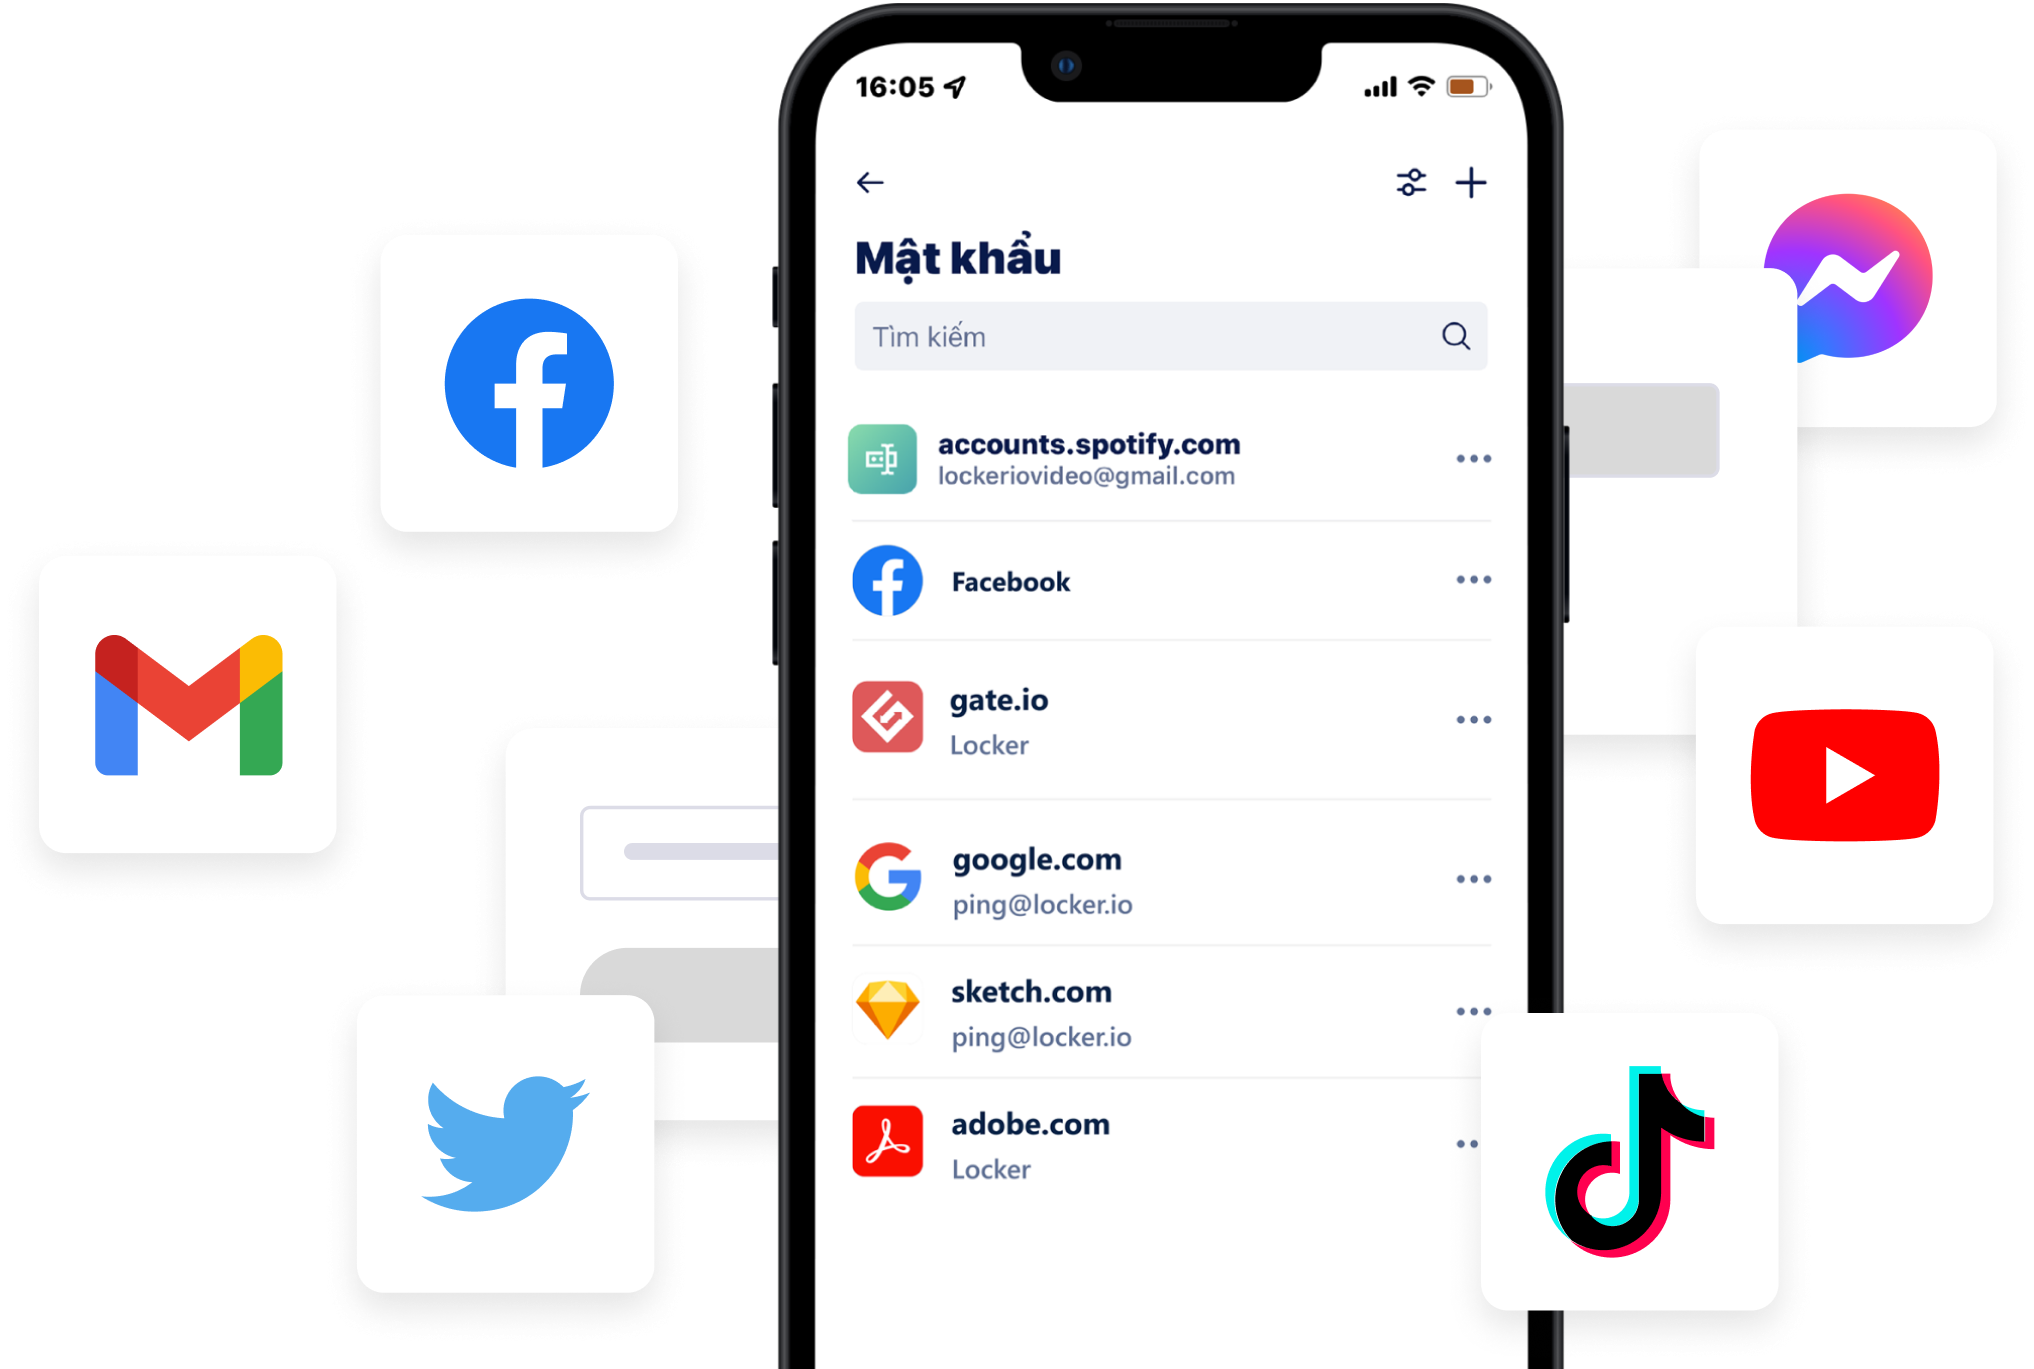 16:05
Mật khẩu
Tìm kiếm
accounts.spotify.com
lockeriovideo@gmail.com
Facebook
gate.io
Locker
google.com
ping@locker.io
sketch.com
ping@locker.io
adobe.com
Locker